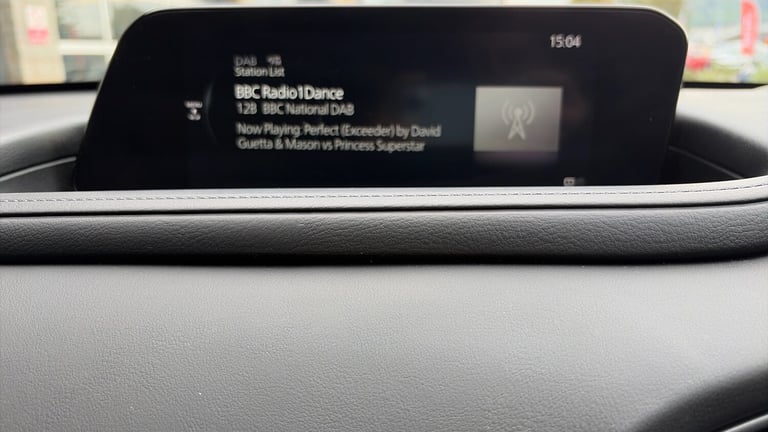 15:04
DAB
Station List
BBC Radio1Dance
12B BBC National DAB
Now Playing: Perfect (Exceeder) by David
Guetta & Mason vs Princess Superstar
MENU